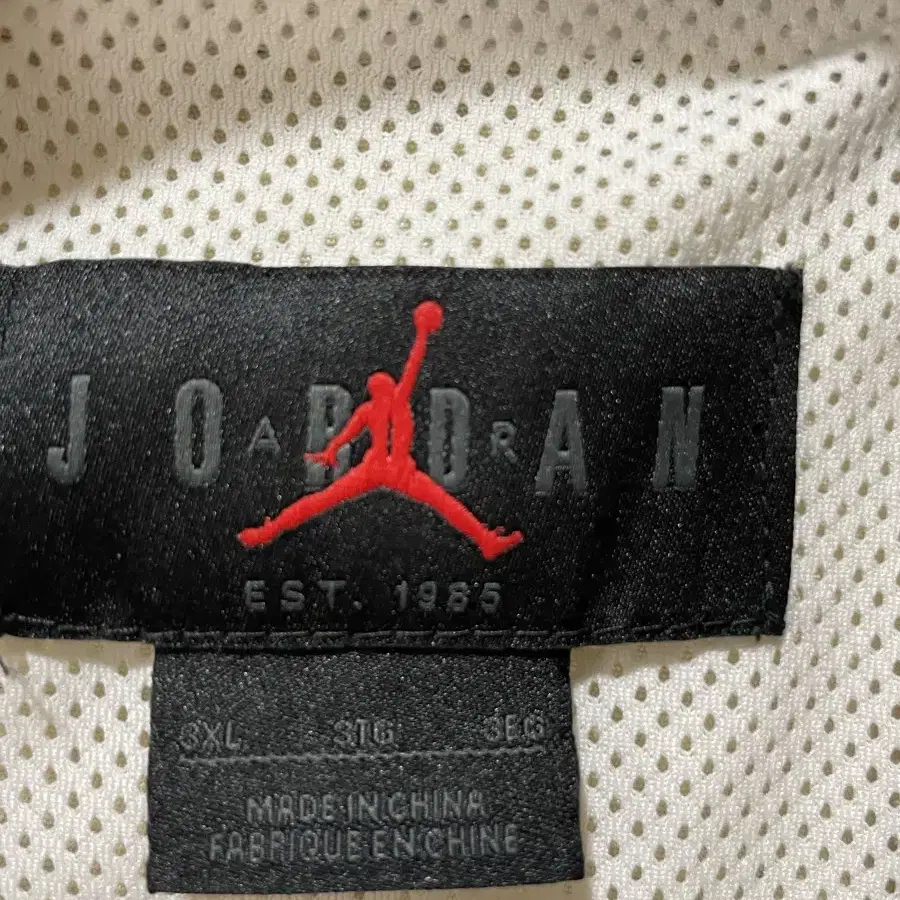 JORDAN
AIR
EST. 1985
3XL 3TG 3EG
MADE IN CHINA
FABRIQUE EN CHINE